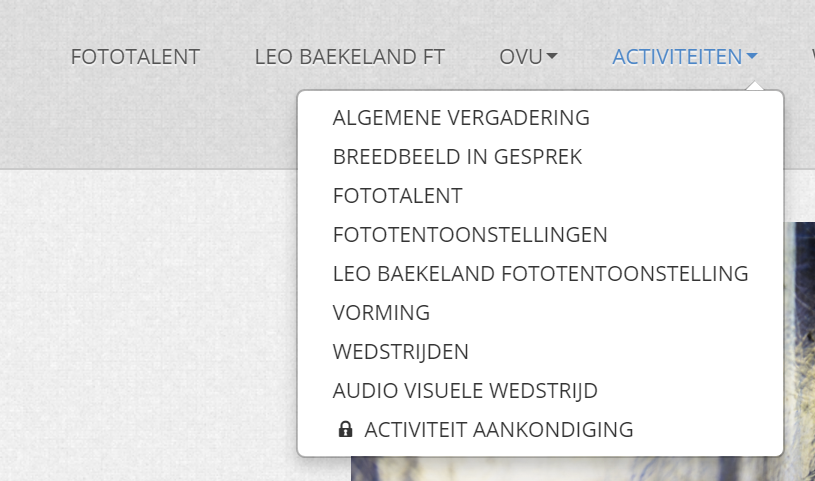 FOTOTALENT LEO BAEKELAND FT OVU ACTIVITEITEN
ALGEMENE VERGADERING
BREEDBEELD IN GESPREK
FOTOTALENT
FOTOTENTOONSTELLINGEN
LEO BAEKELAND FOTOTENTOONSTELLING
VORMING
WEDSTRIJDEN
AUDIO VISUELE WEDSTRIJD
ACTIVITEIT AANKONDIGING